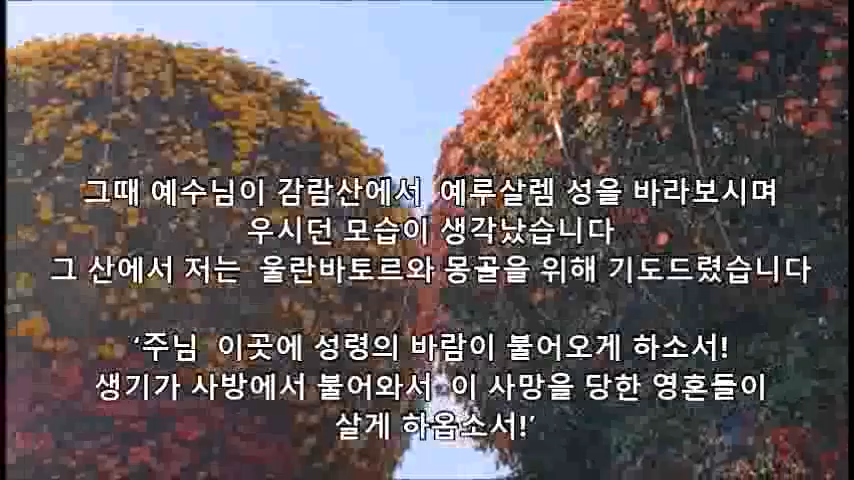 그때 예수님이 감람산에서 예루살렘 성을 바라보시며
우시던 모습이 생각났습니다
그 산에서 저는 울란바토르와 몽골을 위해 기도드렸습니다
‘주님 이곳에 성령의 바람이 불어오게 하소서!
생기가 사방에서 불어와서 이 사망을 당한 영혼들이
살게 하옵소서!’